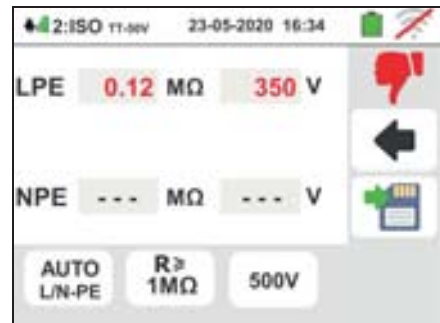 2:ISO TT-50V 23-05-2020 16:34
LPE 0.12 MΩ 350 V
NPE --- MΩ --- V
AUTO L/N-PE
R≥ 1MΩ
500V